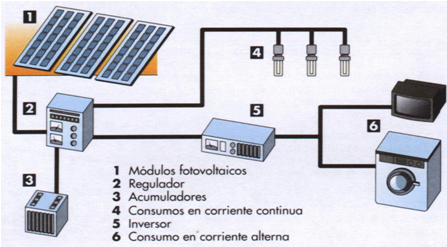 1
2
3
4
5
6
1 Módulos fotovoltaicos
2 Regulador
3 Acumuladores
4 Consumos en corriente continua
5 Inversor
6 Consumo en corriente alterna